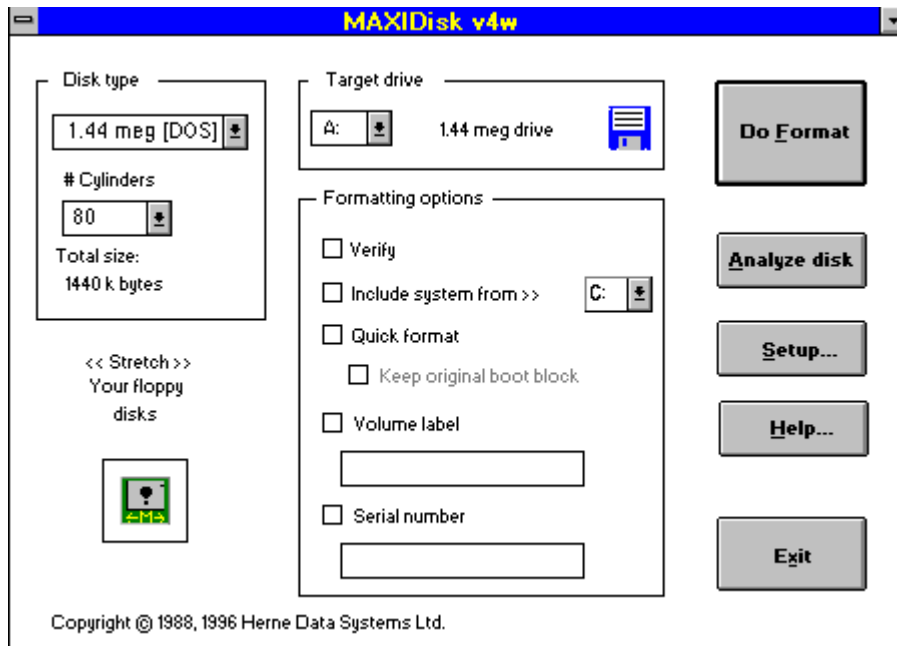 MAXIDisk v4w
Disk type
1.44 meg [DOS]
# Cylinders
80
Total size:
1440 k bytes
<< Stretch >>
Your floppy
disks
←M→
Target drive
A:
1.44 meg drive
Formatting options
Verify
Include system from >>
C:
Quick format
Keep original boot block
Volume label
Serial number
Do Format
Analyze disk
Setup...
Help...
Exit
Copyright © 1988, 1996 Herne Data Systems Ltd.